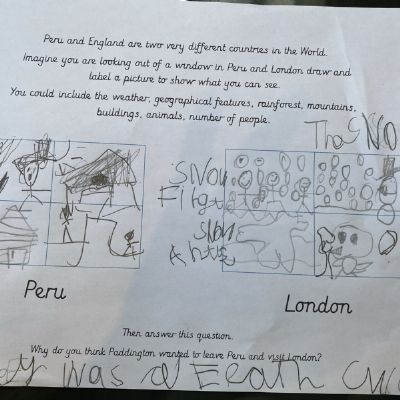 Peru and England are two very different countries in the World.
Imagine you are looking out of a window in Peru and London draw and
label a picture to show what you can see.
You could include the weather, geographical features, rainforest, mountains,
buildings, animals, number of people.
SNOW
Peru
London
Then answer this question.
Why do you think Paddington wanted to leave Peru and visit London?
was a Eeath